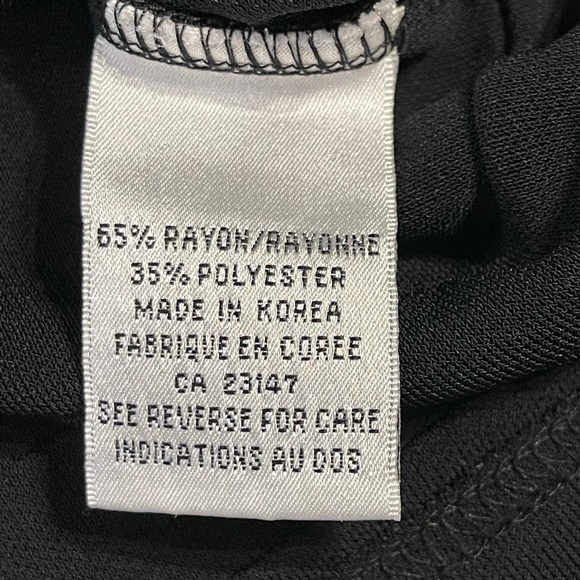 65% RAYON/RAYONNE
35% POLYESTER
MADE IN KOREA
FABRIQUE EN COREE
CA 23147
SEE REVERSE FOR CARE
INDICATIONS AU DOS